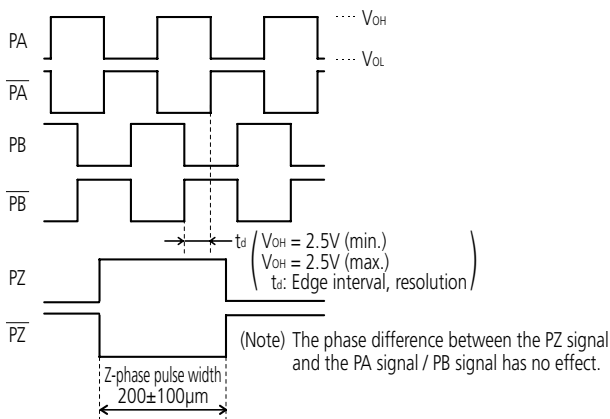 PA
VOH
VOL
PA
PB
PB
td
VOH = 2.5V (min.)
VOH = 2.5V (max.)
td: Edge interval, resolution
PZ
PZ
(Note) The phase difference between the PZ signal
and the PA signal / PB signal has no effect.
Z-phase pulse width
200±100μm